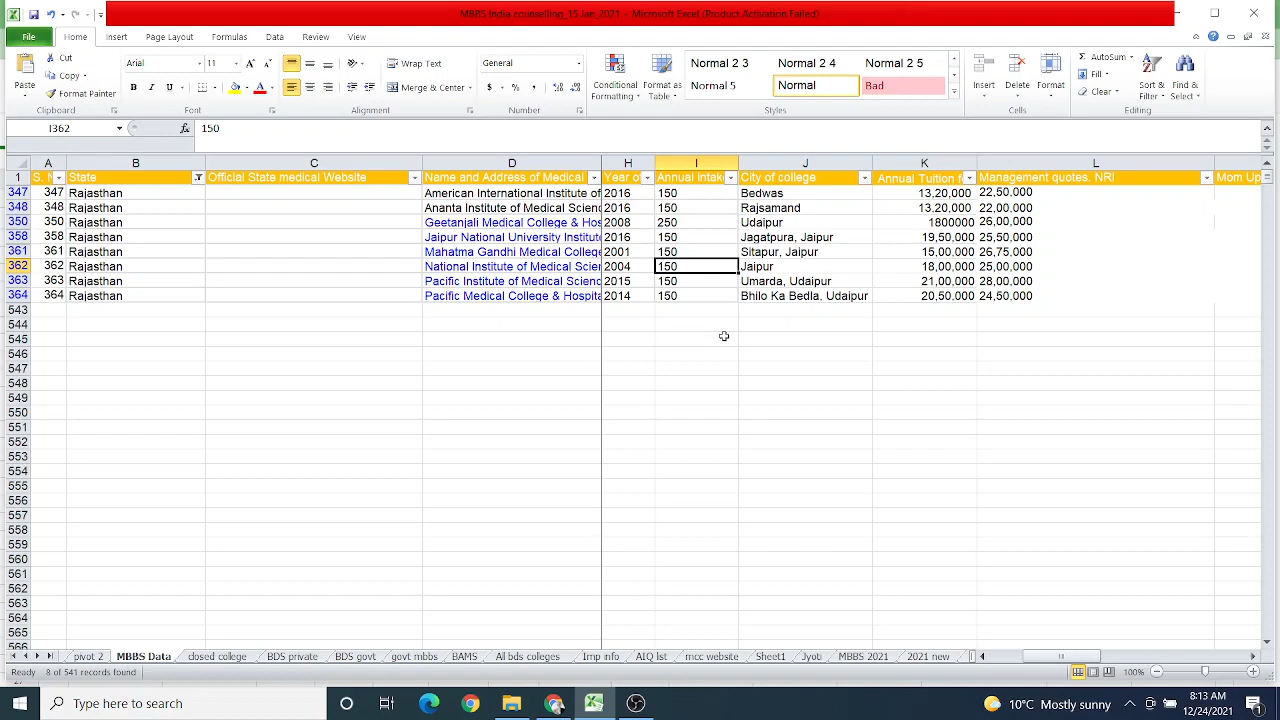 MBBS India counselling_15 Jan_2021 - Microsoft Excel (Product Activation Failed)
File Home Insert Page Layout Formulas Data Review View
Cut
Copy
Format Painter
Paste
Clipboard
Arial 11
B I U
Font
Wrap Text
Merge & Center
Alignment
General
$ % ,
Number
Conditional Formatting
Format as Table
Normal 2 3 Normal 2 4 Normal 2 5
Normal 5 Normal Bad
Styles
Insert Delete Format
Cells
AutoSum
Fill
Clear
Sort & Filter
Find & Select
Editing
I362 fx 150
A B C D H I J K L
1 S. N State Official State medical Website Name and Address of Medical Year of Annual Intake City of college Annual Tuition fe Management quotes. NRI Mom Up
347 347 Rajasthan American International Institute of 2016 150 Bedwas 13,20,000 22,50,000
348 348 Rajasthan Ananta Institute of Medical Scien 2016 150 Rajsamand 13,20,000 22,00,000
350 350 Rajasthan Geetanjali Medical College & Hos 2008 250 Udaipur 1800000 26,00,000
358 358 Rajasthan Jaipur National University Institute 2016 150 Jagatpura, Jaipur 19,50,000 25,50,000
361 361 Rajasthan Mahatma Gandhi Medical College 2001 150 Sitapur, Jaipur 15,00,000 26,75,000
362 362 Rajasthan National Institute of Medical Scien 2004 150 Jaipur 18,00,000 25,00,000
363 363 Rajasthan Pacific Institute of Medical Scienc 2015 150 Umarda, Udaipur 21,00,000 28,00,000
364 364 Rajasthan Pacific Medical College & Hospita 2014 150 Bhilo Ka Bedla, Udaipur 20,50,000 24,50,000
543
544
545
546
547
548
549
550
551
552
553
554
555
556
557
558
559
560
561
562
563
564
565
566
pivot 2 MBBS Data closed college BDS private BDS govt govt mbbs BAMS All bds colleges Imp info AIQ lst mcc website Sheet1 Jyoti MBBS 2021 2021 new
Ready 8 of 541 records found 100%
Type here to search 10°C Mostly sunny 8:13 AM
12/24/2021